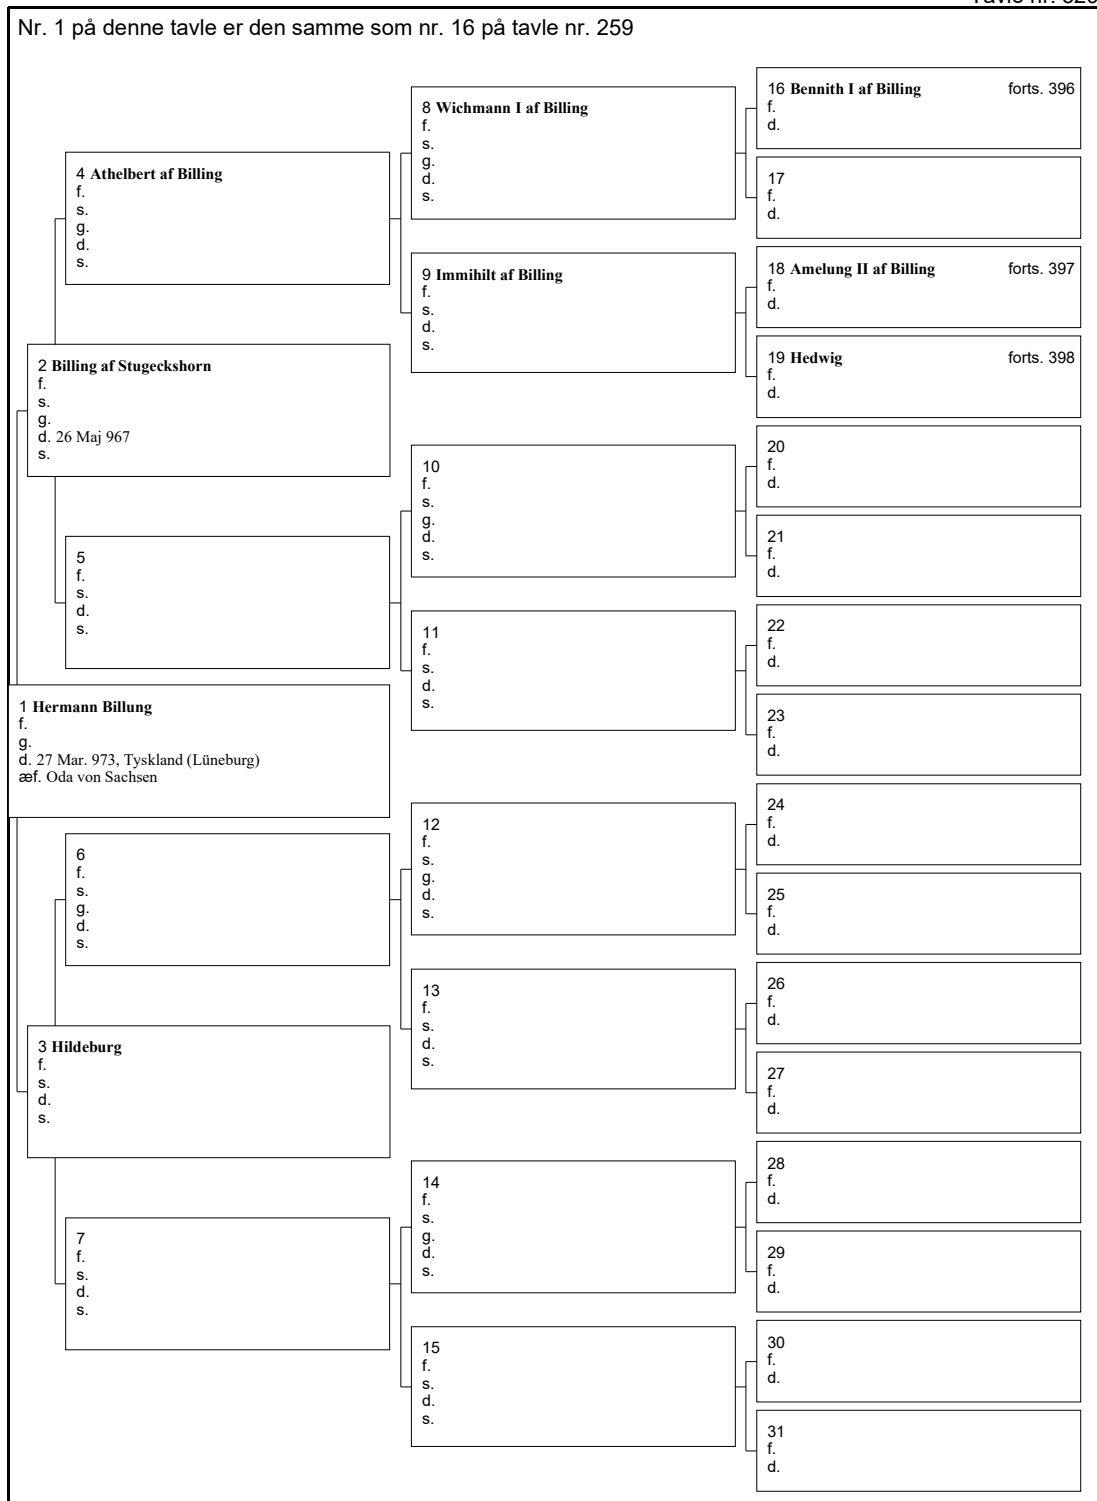 Nr. 1 på denne tavle er den samme som nr. 16 på tavle nr. 259
16 Bennith I af Billing forts. 396
f.
d.
8 Wichmann I af Billing
f.
s.
g.
d.
s.
17
f.
d.
4 Athelbert af Billing
f.
s.
g.
d.
s.
18 Amelung II af Billing forts. 397
f.
d.
9 Immihilt af Billing
f.
s.
d.
s.
19 Hedwig forts. 398
f.
d.
2 Billing af Stugeckshorn
f.
s.
g.
d. 26 Maj 967
s.
20
f.
d.
10
f.
s.
g.
d.
s.
21
f.
d.
5
f.
s.
d.
s.
22
f.
d.
11
f.
s.
d.
s.
23
f.
d.
1 Hermann Billung
f.
g.
d. 27 Mar. 973, Tyskland (Lüneburg)
æf. Oda von Sachsen
24
f.
d.
12
f.
s.
g.
d.
s.
25
f.
d.
6
f.
s.
g.
d.
s.
26
f.
d.
13
f.
s.
d.
s.
27
f.
d.
3 Hildeburg
f.
s.
d.
s.
28
f.
d.
14
f.
s.
g.
d.
s.
29
f.
d.
7
f.
s.
d.
s.
30
f.
d.
15
f.
s.
d.
s.
31
f.
d.